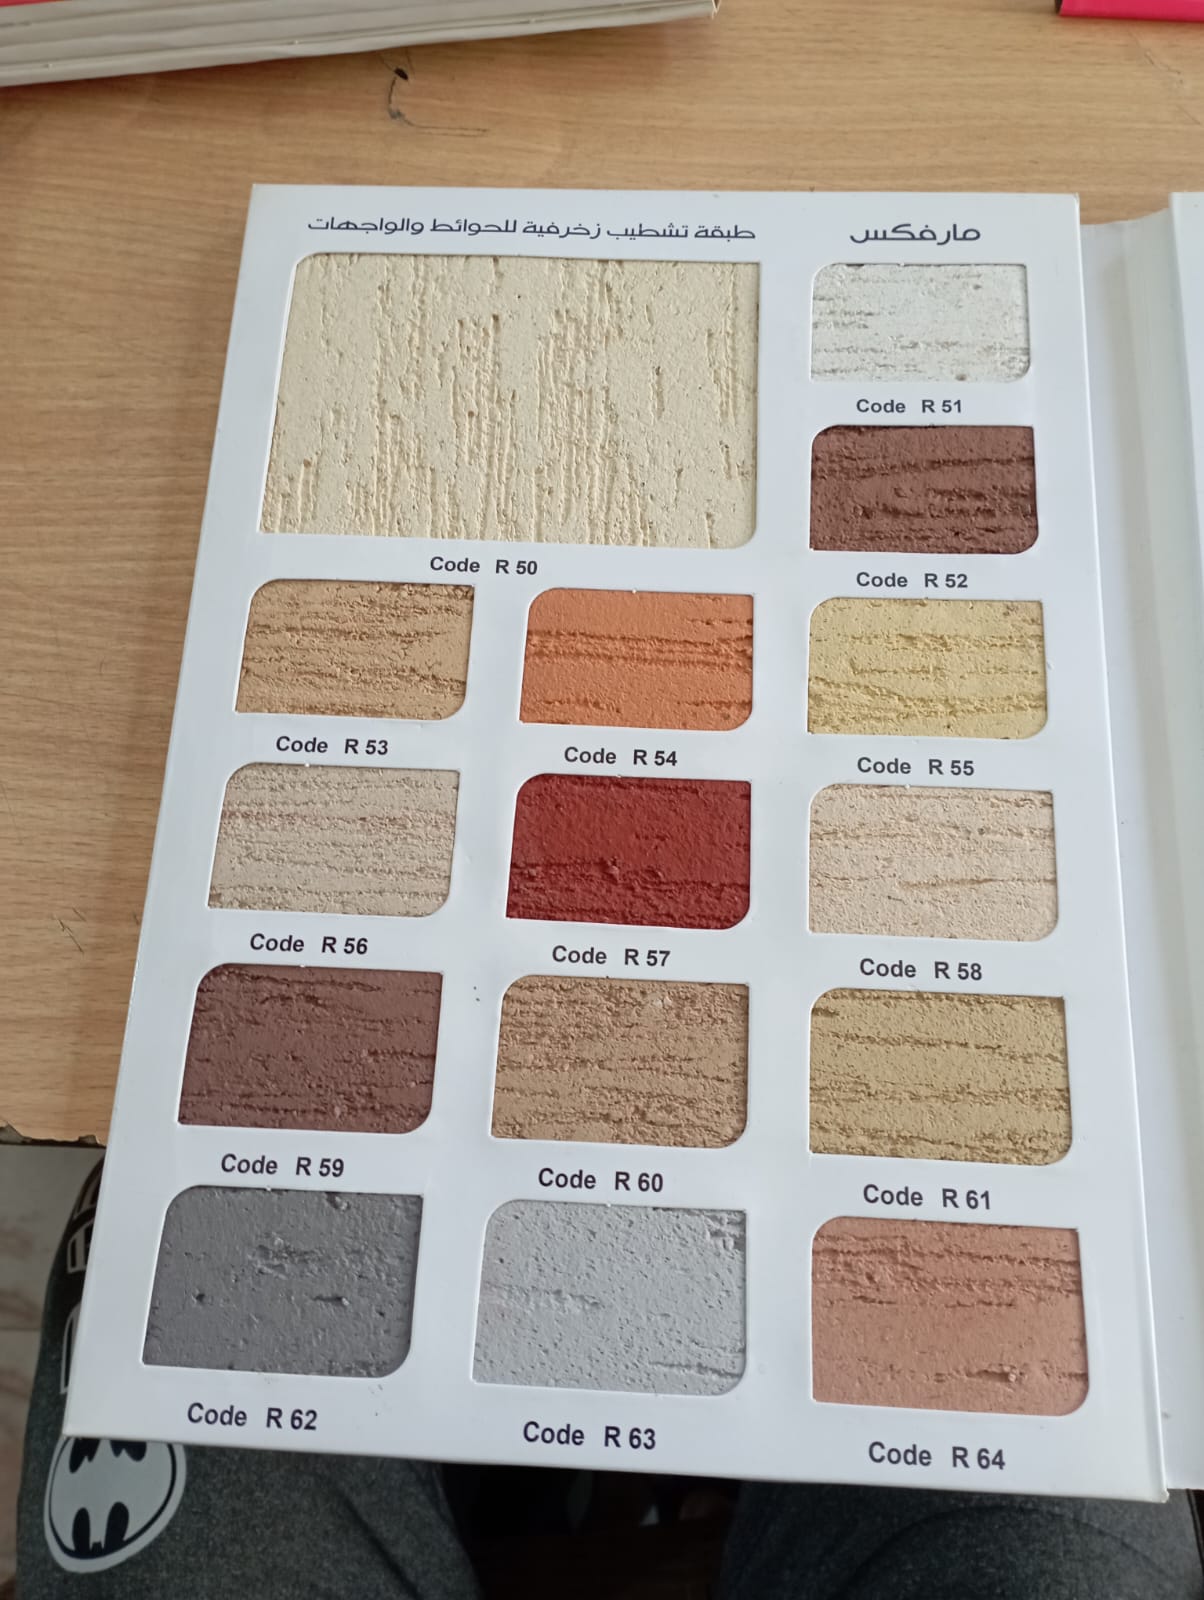 مارفكس
طبقة تشطيب زخرفية للحوائط والواجهات
Code R 51
Code R 50
Code R 52
Code R 53
Code R 54
Code R 55
Code R 56
Code R 57
Code R 58
Code R 59
Code R 60
Code R 61
Code R 62
Code R 63
Code R 64